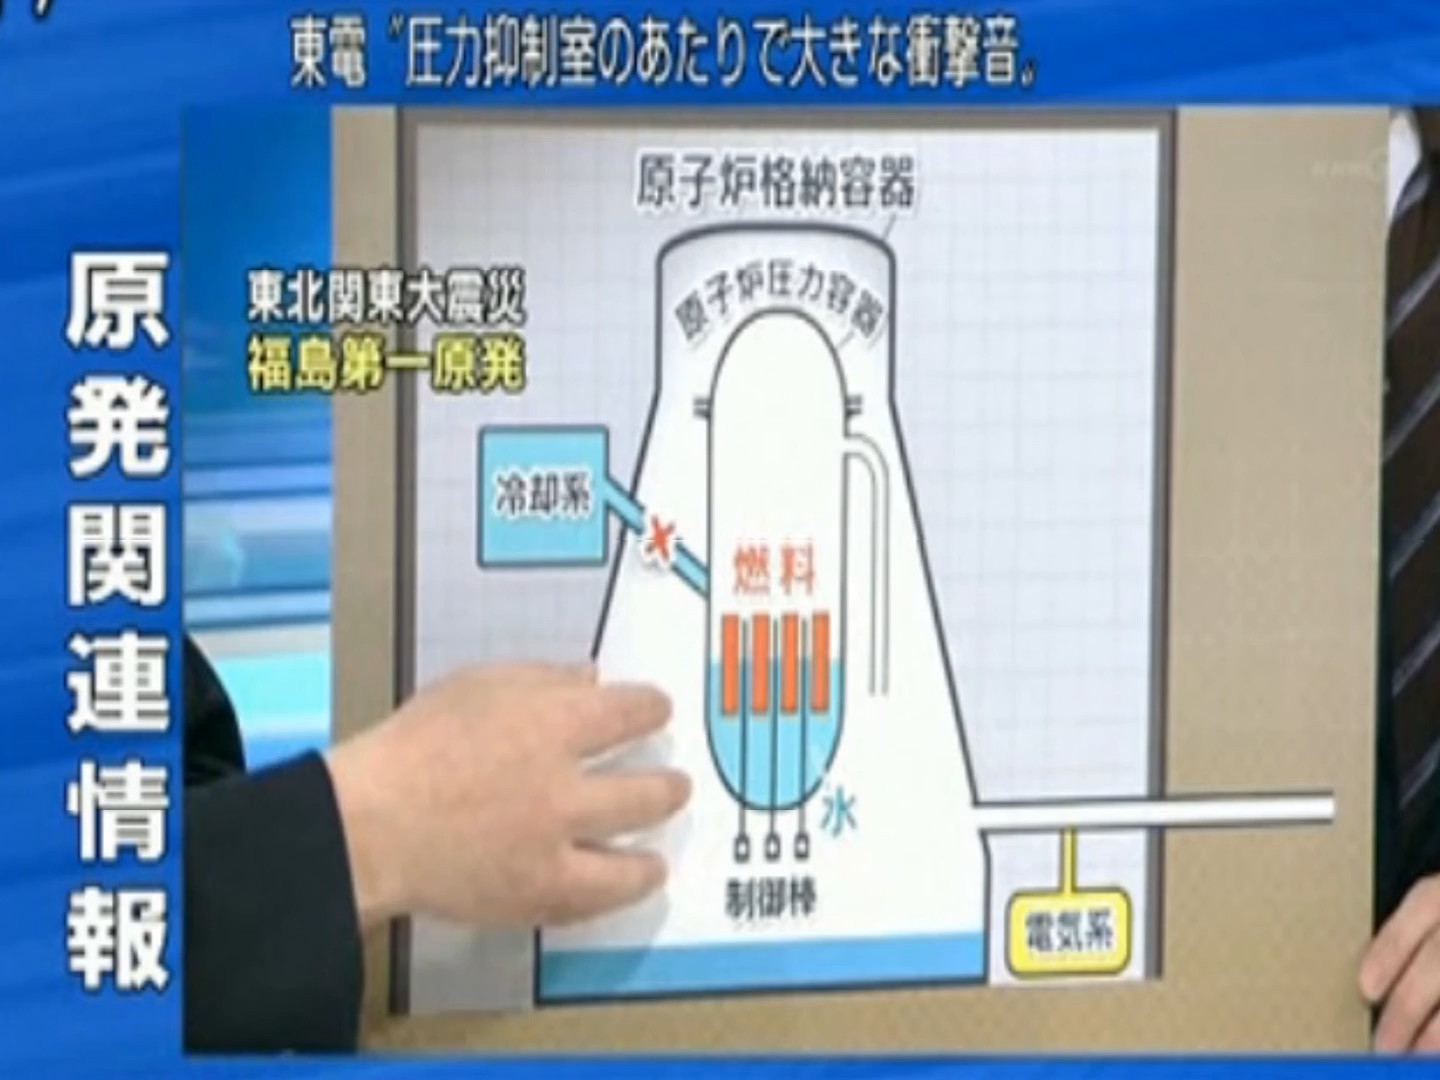 東電〝圧力抑制室のあたりで大きな衝撃音〟
原発関連情報
東北関東大震災
福島第一原発
原子炉格納容器
原子炉圧力容器
冷却系
燃料
水
制御棒
電気系